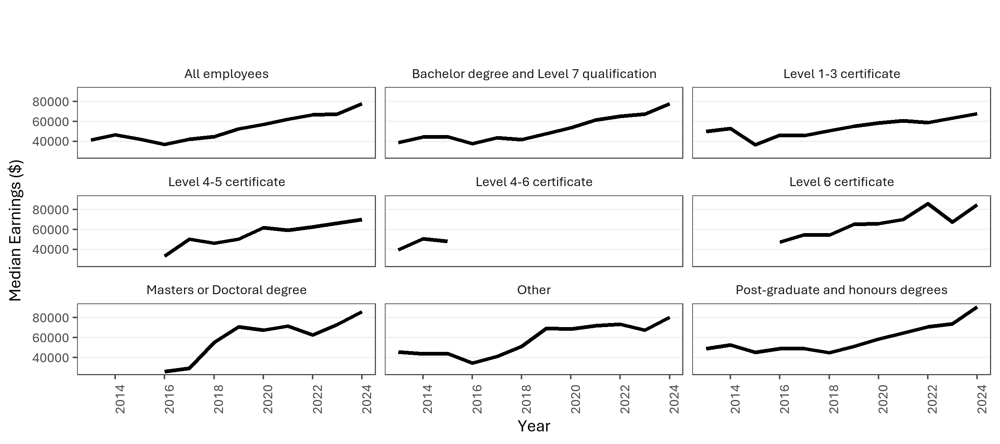 All employees
Bachelor degree and Level 7 qualification
Level 1-3 certificate
80000
60000
40000
Level 4-5 certificate
Level 4-6 certificate
Level 6 certificate
80000
60000
40000
Masters or Doctoral degree
Other
Post-graduate and honours degrees
80000
60000
40000
Median Earnings ($)
2014
2016
2018
2020
2022
2024
2014
2016
2018
2020
2022
2024
2014
2016
2018
2020
2022
2024
Year